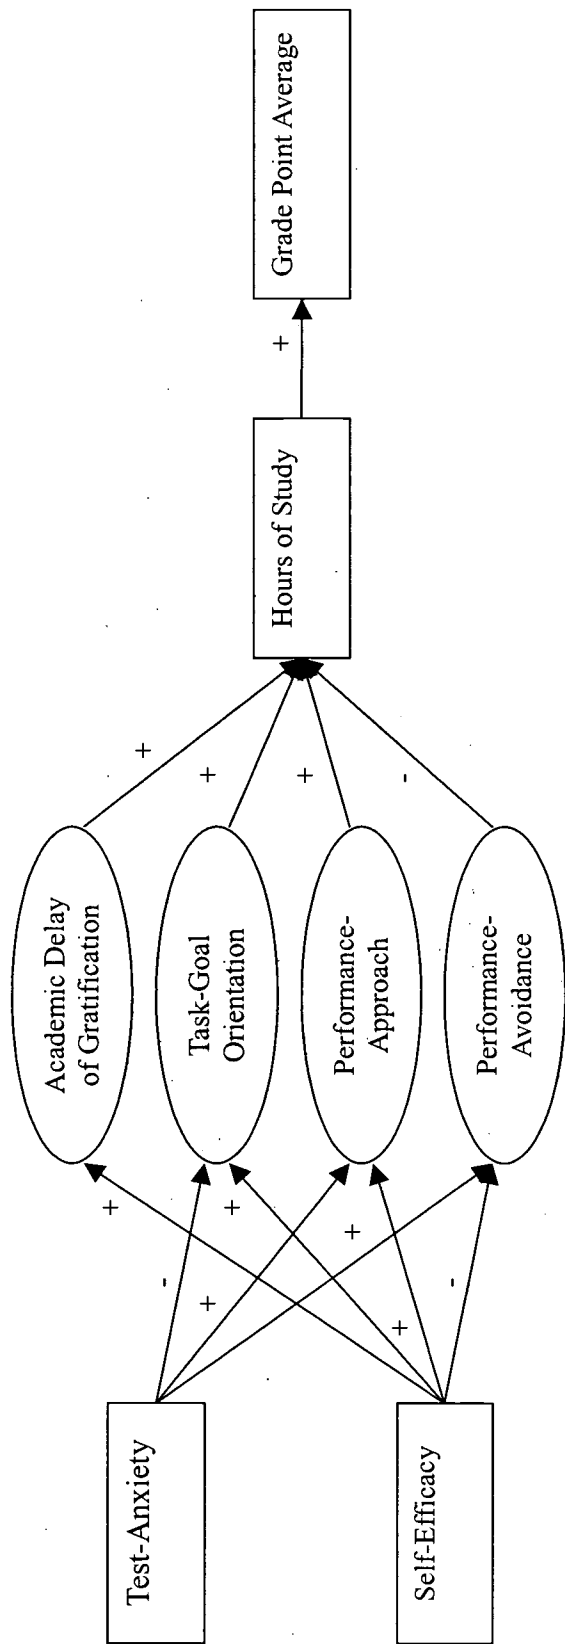 Test-Anxiety
Self-Efficacy
-
+
+
+
+
+
-
+
Academic Delay
of Gratification
Task-Goal
Orientation
Performance-
Approach
Performance-
Avoidance
+
+
+
-
Hours of Study
+
Grade Point Average